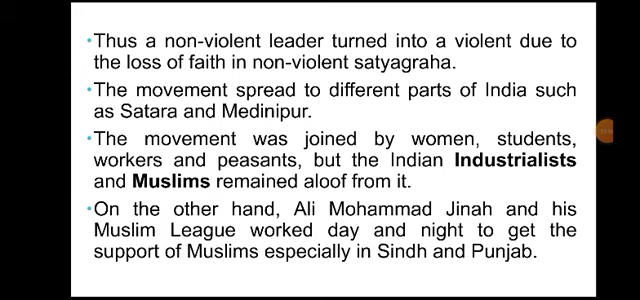 •Thus a non-violent leader turned into a violent due to
the loss of faith in non-violent satyagraha.
•The movement spread to different parts of India such
as Satara and Medinipur.
•The movement was joined by women, students,
workers and peasants, but the Indian Industrialists
and Muslims remained aloof from it.
•On the other hand, Ali Mohammad Jinah and his
Muslim League worked day and night to get the
support of Muslims especially in Sindh and Punjab.